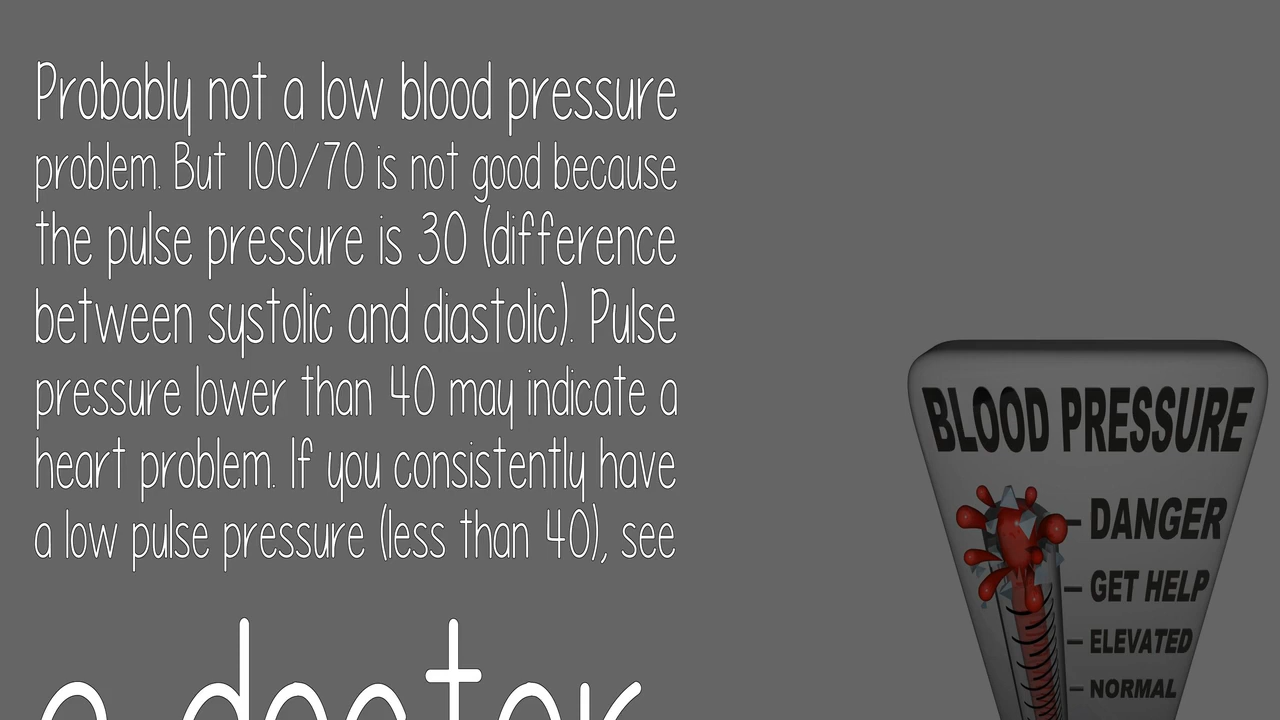 Probably not a low blood pressure
problem. But 100/70 is not good because
the pulse pressure is 30 (difference
between systolic and diastolic). Pulse
pressure lower than 40 may indicate a
heart problem. If you consistently have
a low pulse pressure (less than 40), see
a doctor
BLOOD PRESSURE
DANGER
GET HELP
ELEVATED
NORMAL